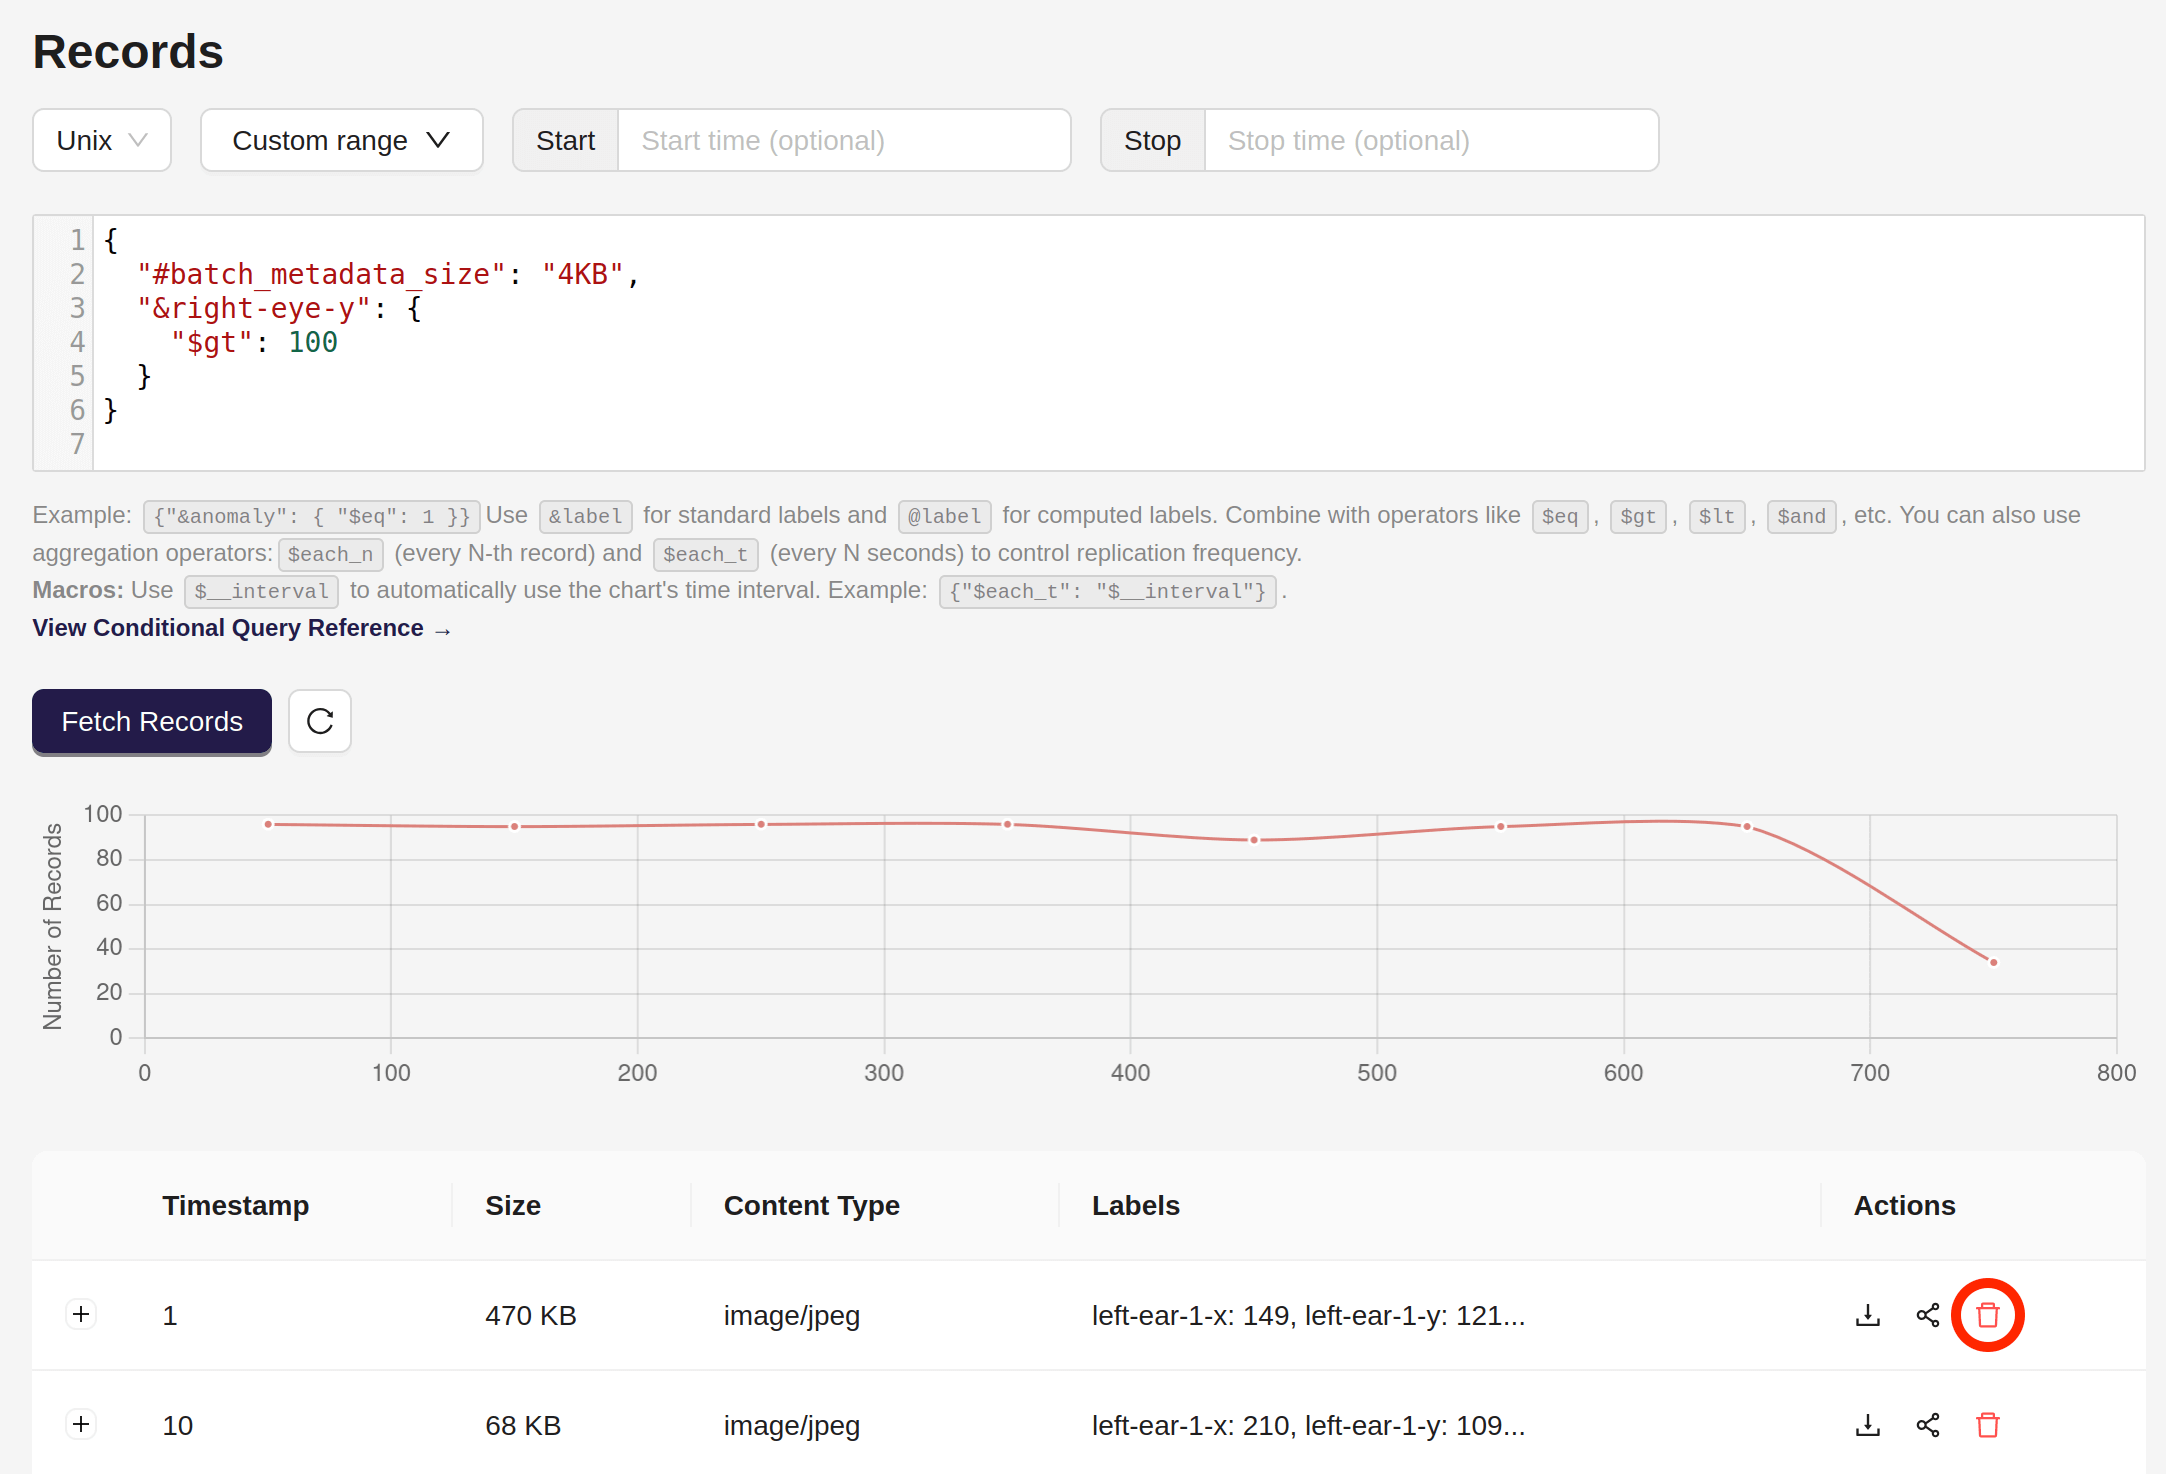 Records
Unix Custom range Start Start time (optional) Stop Stop time (optional)
1 {
2 "#batch_metadata_size": "4KB",
3 "&right-eye-y": {
4 "$gt": 100
5 }
6 }
7
Example: {"&anomaly": { "$eq": 1 }} Use &label for standard labels and @label for computed labels. Combine with operators like $eq, $gt, $lt, $and, etc. You can also use
aggregation operators: $each_n (every N-th record) and $each_t (every N seconds) to control replication frequency.
Macros: Use $__interval to automatically use the chart's time interval. Example: {"$each_t": "$__interval"}.
View Conditional Query Reference →
Fetch Records
Number of Records
100
80
60
40
20
0
0 100 200 300 400 500 600 700 800
Timestamp Size Content Type Labels Actions
1 470 KB image/jpeg left-ear-1-x: 149, left-ear-1-y: 121...
10 68 KB image/jpeg left-ear-1-x: 210, left-ear-1-y: 109...